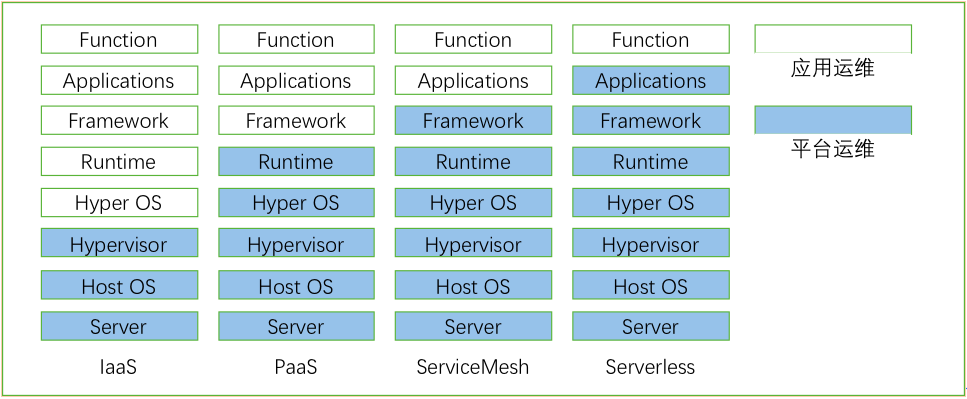 Function Function Function Function
Applications Applications Applications Applications
应用运维
Framework Framework Framework Framework
平台运维
Runtime Runtime Runtime Runtime
Hyper OS Hyper OS Hyper OS Hyper OS
Hypervisor Hypervisor Hypervisor Hypervisor
Host OS Host OS Host OS Host OS
Server Server Server Server
IaaS PaaS ServiceMesh Serverless